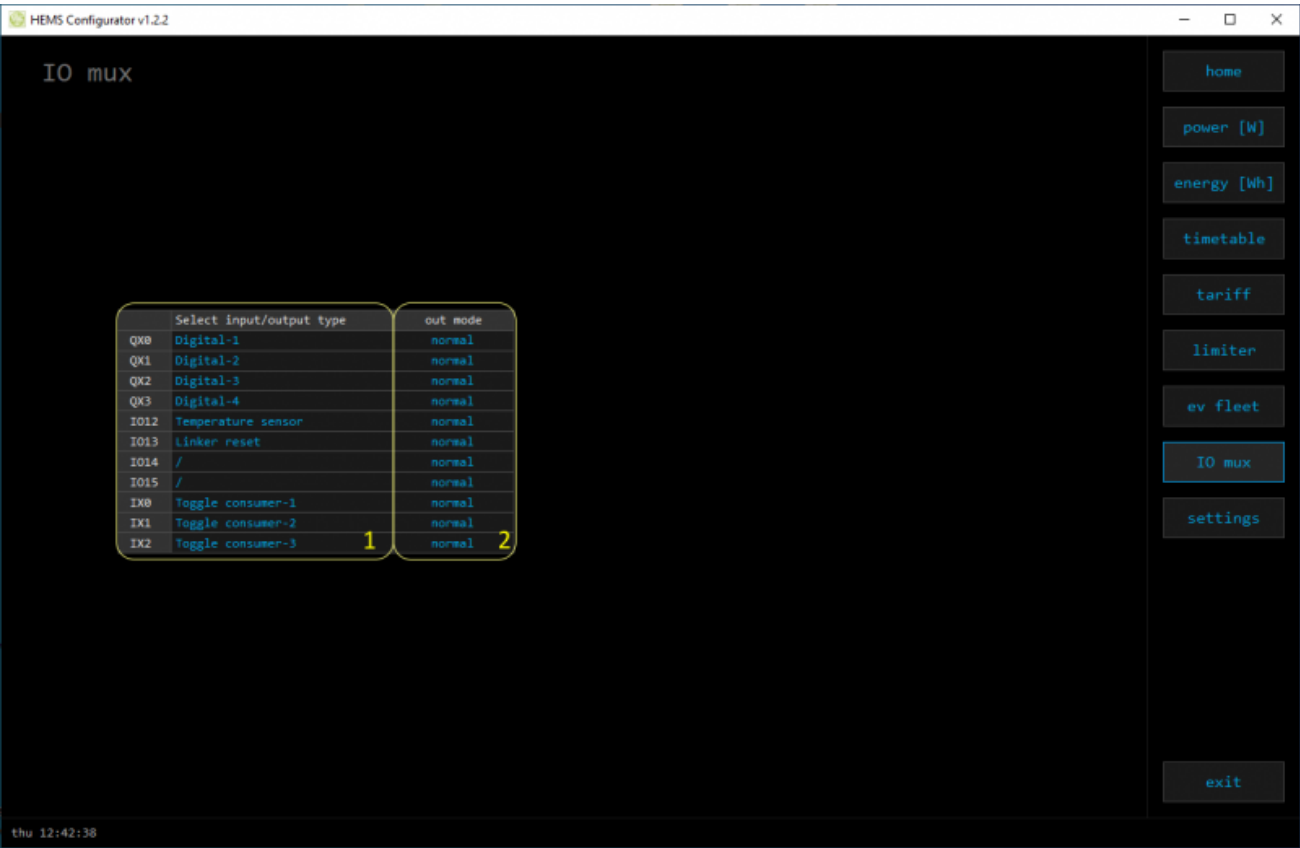 HEMS Configurator v1.2.2
IO mux
home
power [W]
energy [Wh]
timetable
tariff
limiter
ev fleet
IO mux
settings
exit
Select input/output type out mode
QX0 Digital-1 normal
QX1 Digital-2 normal
QX2 Digital-3 normal
QX3 Digital-4 normal
IO12 Temperature sensor normal
IO13 Linker reset normal
IO14 / normal
IO15 / normal
IX0 Toggle consumer-1 normal
IX1 Toggle consumer-2 normal
IX2 Toggle consumer-3 1 normal 2
thu 12:42:38